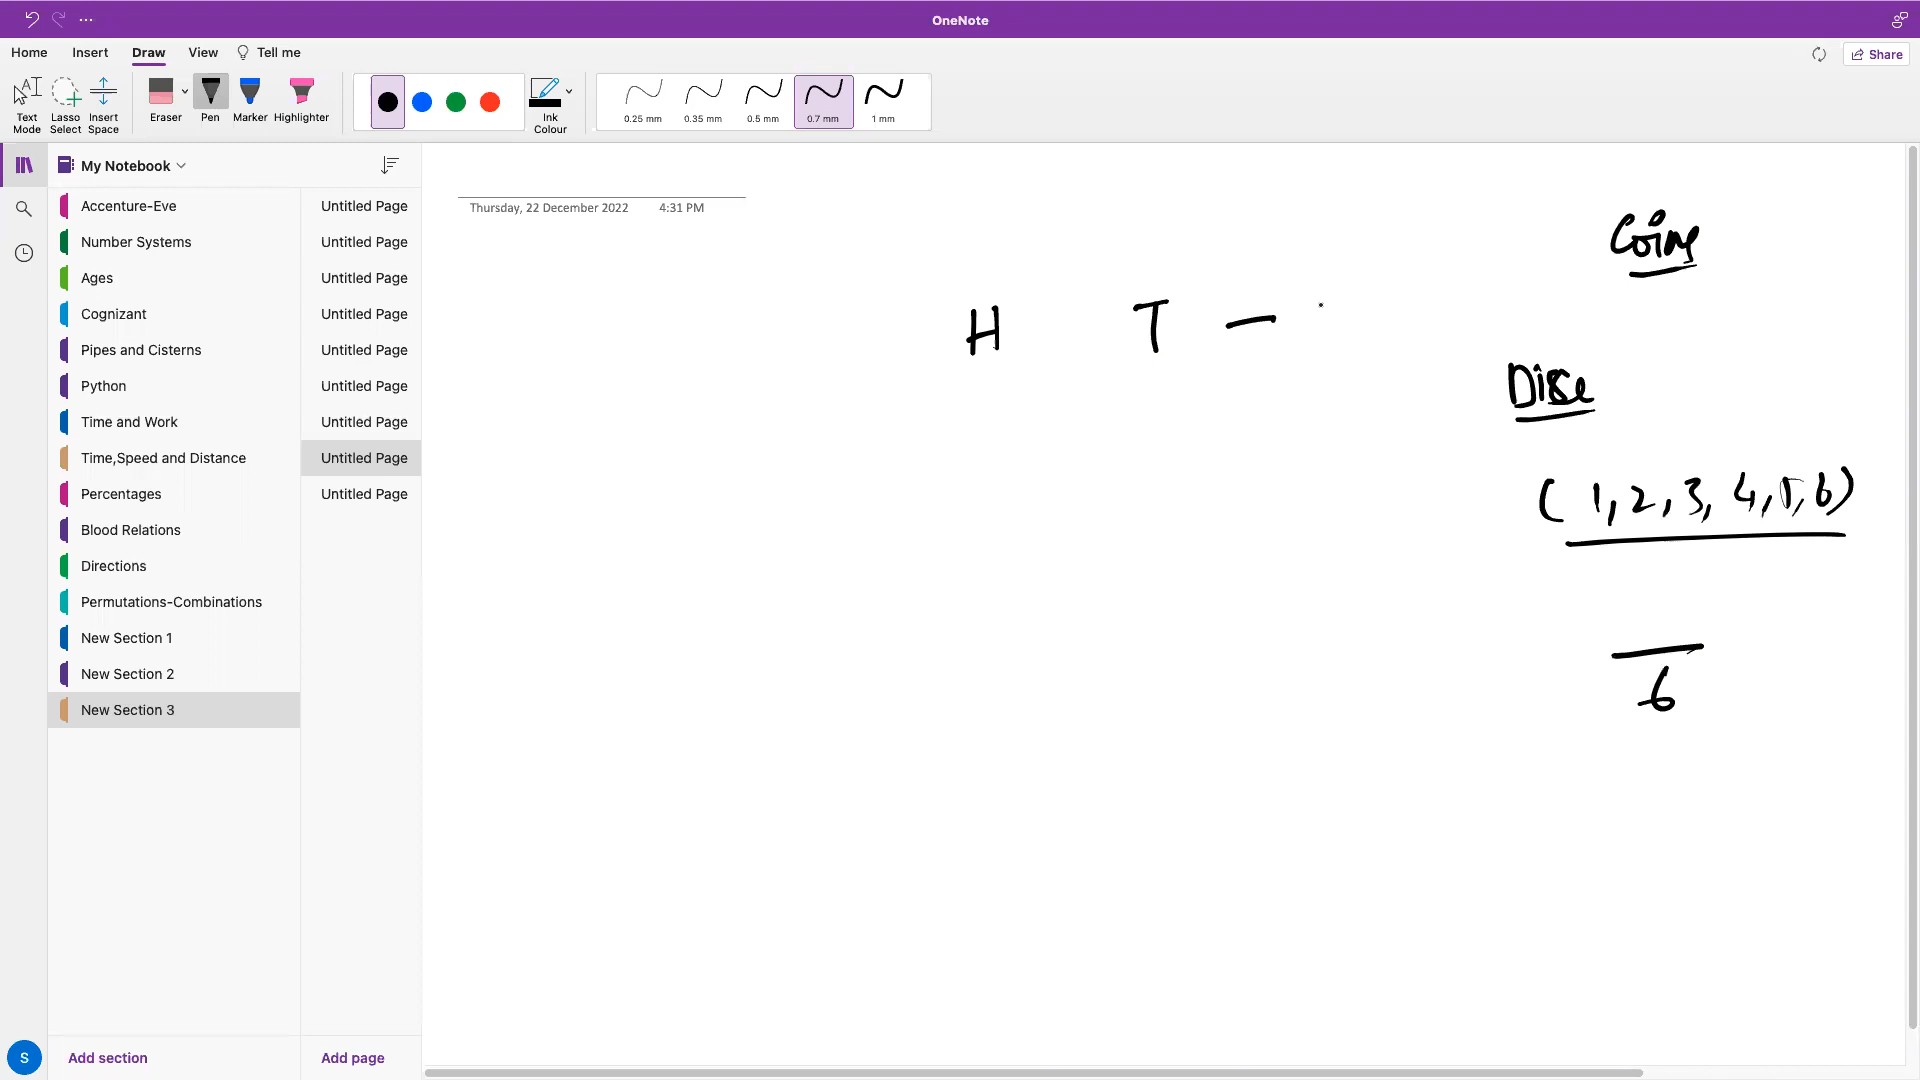 OneNote
Home Insert Draw View Tell me
Share
Text Mode
Lasso Select
Insert Space
Eraser
Pen
Marker
Highlighter
Ink Colour
0.25 mm
0.35 mm
0.5 mm
0.7 mm
1 mm
My Notebook
Accenture-Eve
Number Systems
Ages
Cognizant
Pipes and Cisterns
Python
Time and Work
Time,Speed and Distance
Percentages
Blood Relations
Directions
Permutations-Combinations
New Section 1
New Section 2
New Section 3
Add section
Untitled Page
Untitled Page
Untitled Page
Untitled Page
Untitled Page
Untitled Page
Untitled Page
Untitled Page
Untitled Page
Add page
S
Thursday, 22 December 2022 4:31 PM
Coins
H T —
( 1, 2, 3, 4, 5, 6 )
6